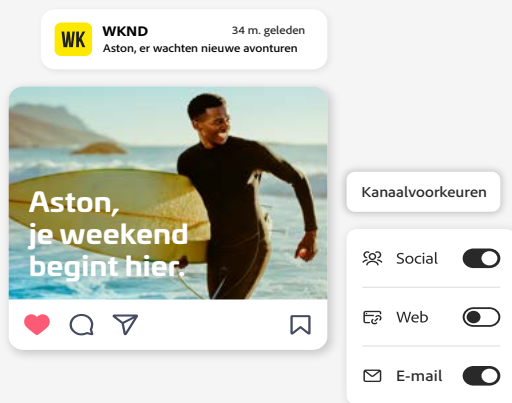 WK
WKND
34 m. geleden
Aston, er wachten nieuwe avonturen
Aston,
je weekend
begint hier.
Kanaalvoorkeuren
Social
Web
E-mail